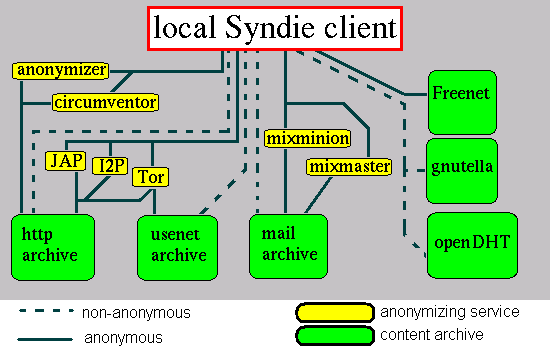 local Syndie client
anonymizer
circumventor
Freenet
mixminion
gnutella
JAP
I2P
Tor
mixmaster
http
archive
usenet
archive
mail
archive
openDHT
non-anonymous
anonymizing service
anonymous
content archive